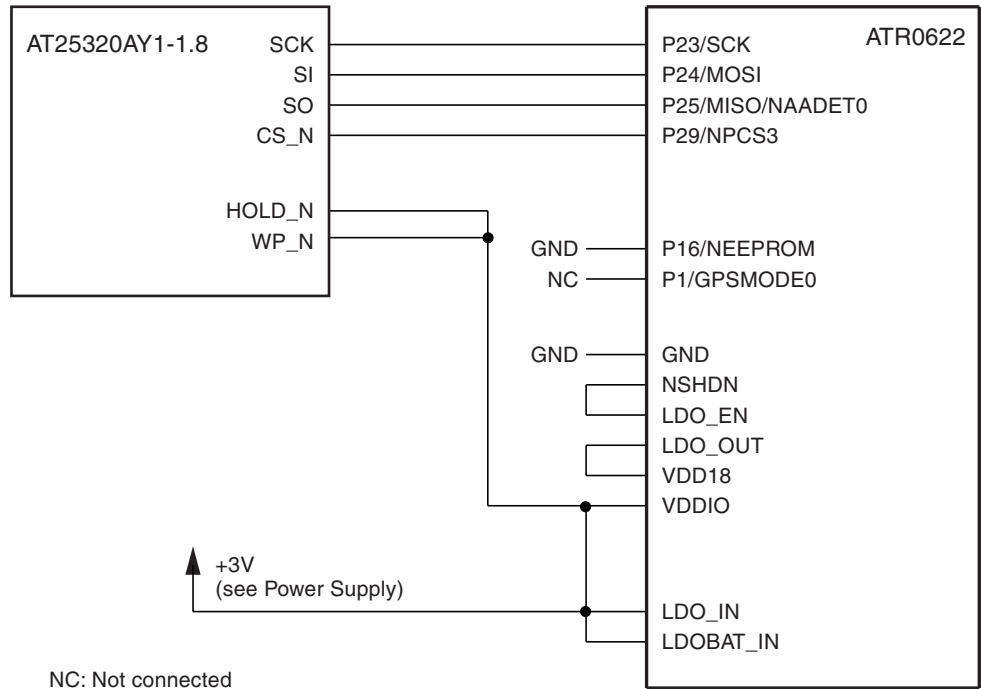 AT25320AY1-1.8
SCK
SI
SO
CS_N
HOLD_N
WP_N
ATR0622
P23/SCK
P24/MOSI
P25/MISO/NAADET0
P29/NPCS3
GND
P16/NEEPROM
NC
P1/GPSMODE0
GND
GND
NSHDN
LDO_EN
LDO_OUT
VDD18
VDDIO
+3V
(see Power Supply)
LDO_IN
LDOBAT_IN
NC: Not connected